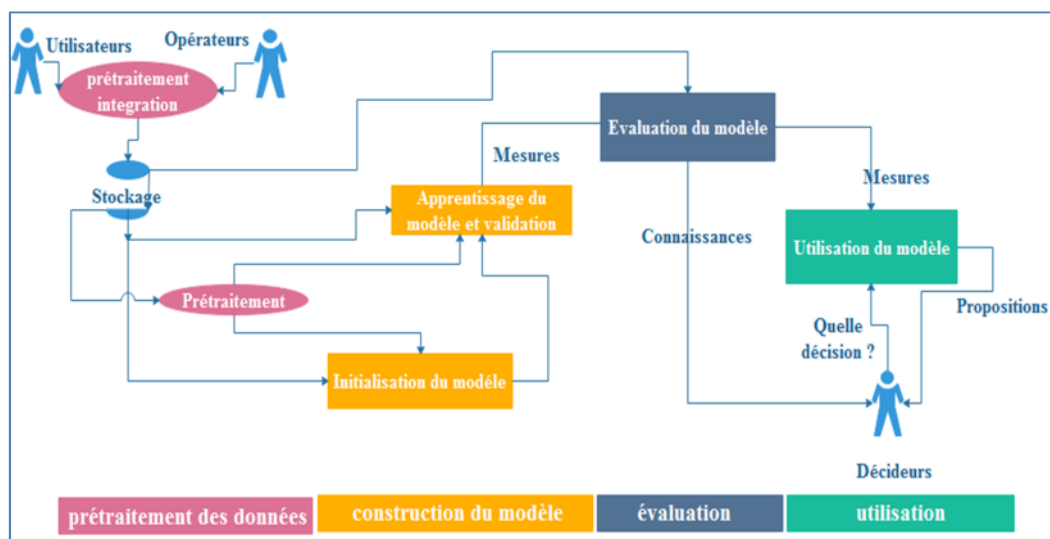 Utilisateurs
Opérateurs
prétraitement
integration
Stockage
Evaluation du modèle
Mesures
Apprentissage du
modèle et validation
Mesures
Connaissances
Utilisation du modèle
Prétraitement
Propositions
Quelle
décision ?
Initialisation du modéle
Décideurs
prétraitement des données
construction du modèle
évaluation
utilisation